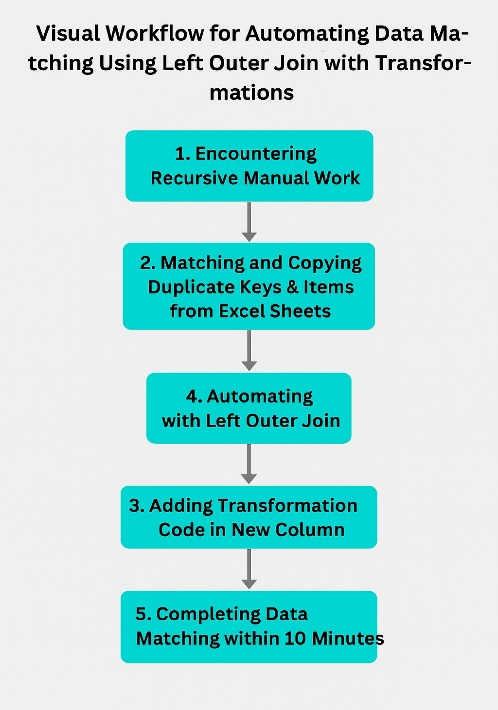 Visual Workflow for Automating Data Ma-
tching Using Left Outer Join with Transfor-
mations
1. Encountering
Recursive Manual Work
2. Matching and Copying
Duplicate Keys & Items
from Excel Sheets
4. Automating
with Left Outer Join
3. Adding Transformation
Code in New Column
5. Completing Data
Matching within 10 Minutes